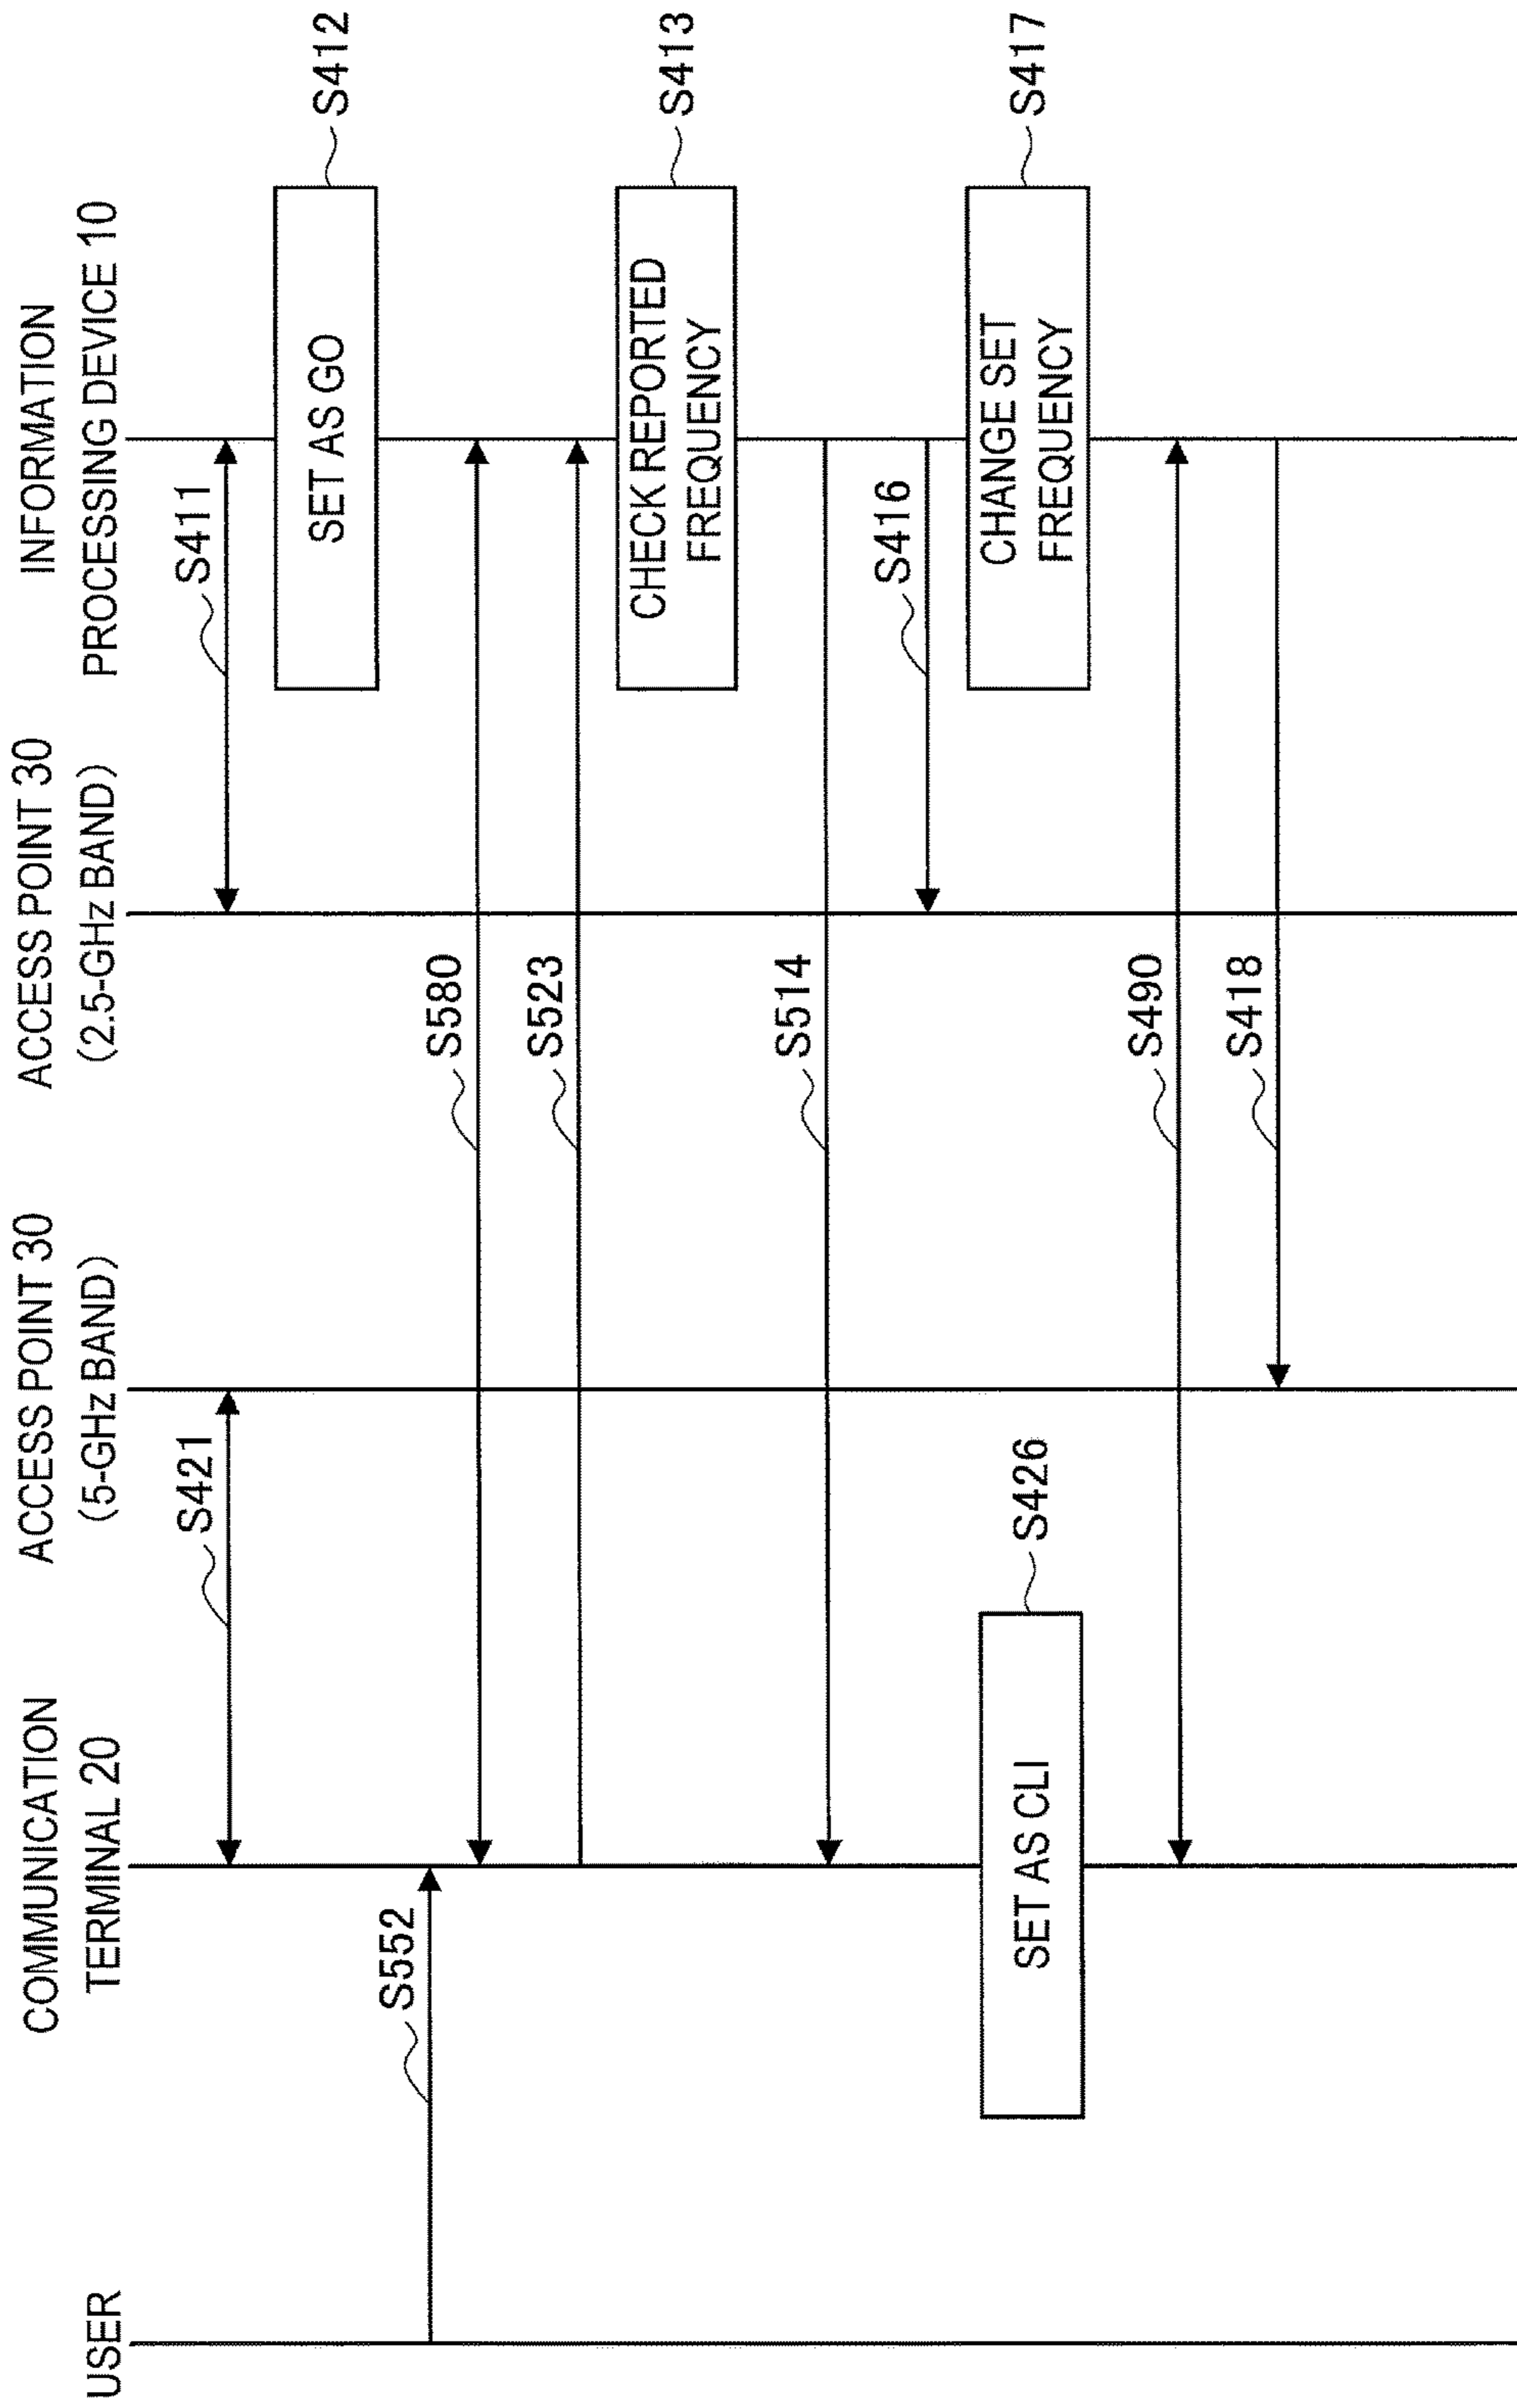 USER
COMMUNICATION
TERMINAL 20
ACCESS POINT 30
(5-GHz BAND)
ACCESS POINT 30
(2.5-GHz BAND)
INFORMATION
PROCESSING DEVICE 10
S421
S411
SET AS GO
S412
S552
S580
S523
CHECK REPORTED
FREQUENCY
S413
S514
S416
SET AS CLI
S426
CHANGE SET
FREQUENCY
S417
S490
S418